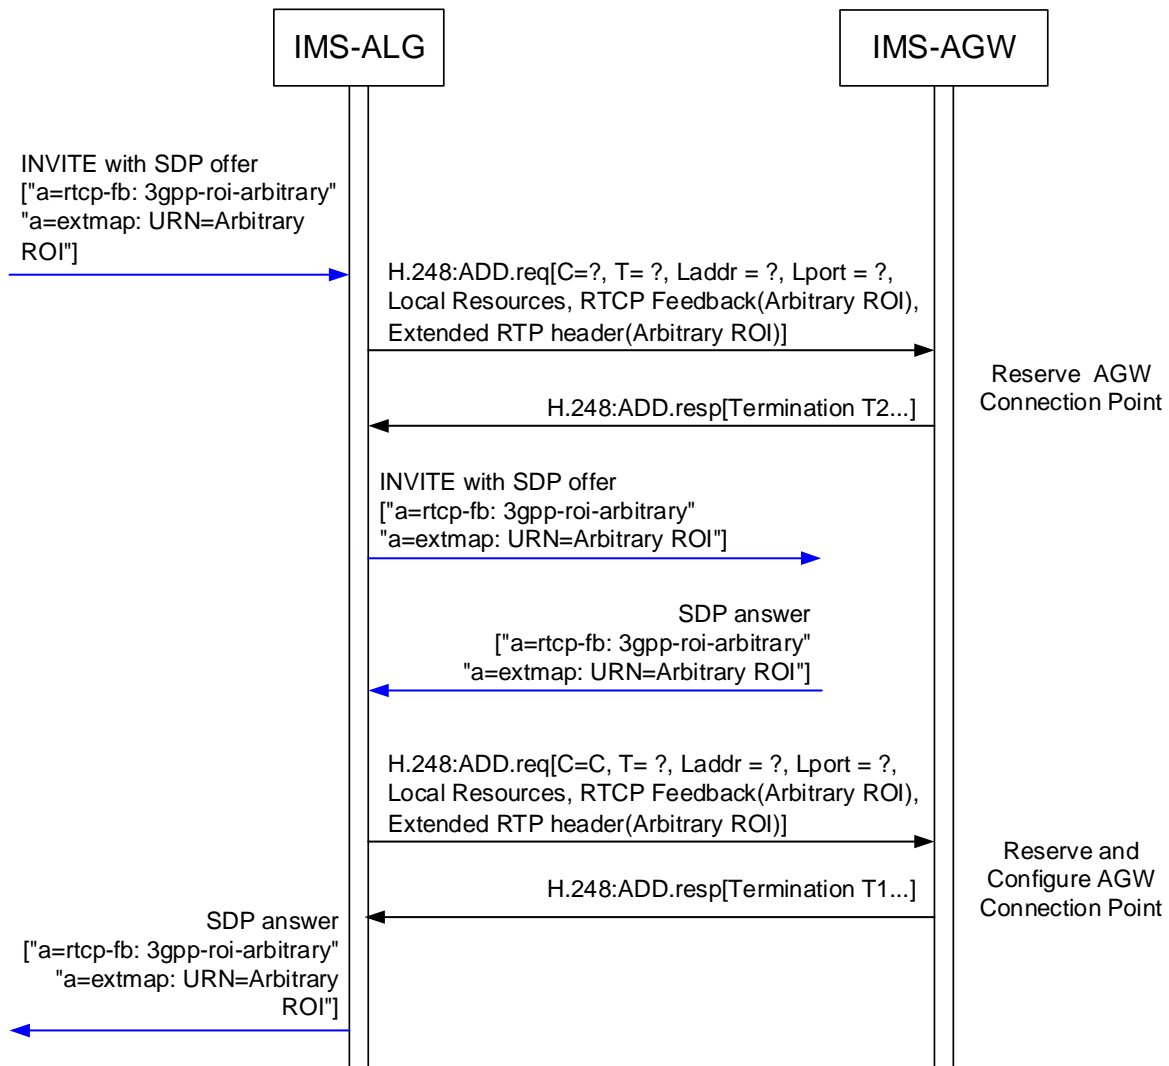 IMS-ALG
IMS-AGW
INVITE with SDP offer
["a=rtcp-fb: 3gpp-roi-arbitrary"
"a=extmap: URN=Arbitrary
ROI"]
H.248:ADD.req[C=?, T= ?, Laddr = ?, Lport = ?,
Local Resources, RTCP Feedback(Arbitrary ROI),
Extended RTP header(Arbitrary ROI)]
Reserve AGW
Connection Point
H.248:ADD.resp[Termination T2...]
INVITE with SDP offer
["a=rtcp-fb: 3gpp-roi-arbitrary"
"a=extmap: URN=Arbitrary ROI"]
SDP answer
["a=rtcp-fb: 3gpp-roi-arbitrary"
"a=extmap: URN=Arbitrary ROI"]
H.248:ADD.req[C=C, T= ?, Laddr = ?, Lport = ?,
Local Resources, RTCP Feedback(Arbitrary ROI),
Extended RTP header(Arbitrary ROI)]
Reserve and
Configure AGW
Connection Point
H.248:ADD.resp[Termination T1...]
SDP answer
["a=rtcp-fb: 3gpp-roi-arbitrary"
"a=extmap: URN=Arbitrary
ROI"]